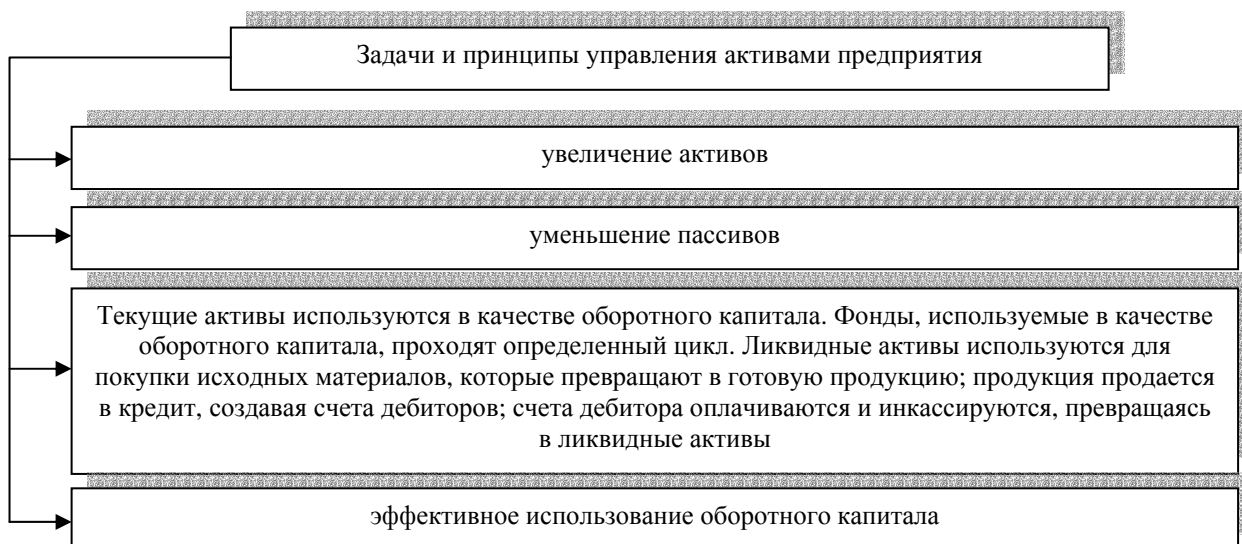 Задачи и принципы управления активами предприятия
увеличение активов
уменьшение пассивов
Текущие активы используются в качестве оборотного капитала. Фонды, используемые в качестве
оборотного капитала, проходят определенный цикл. Ликвидные активы используются для
покупки исходных материалов, которые превращают в готовую продукцию; продукция продается
в кредит, создавая счета дебиторов; счета дебитора оплачиваются и инкассируются, превращаясь
в ликвидные активы
эффективное использование оборотного капитала